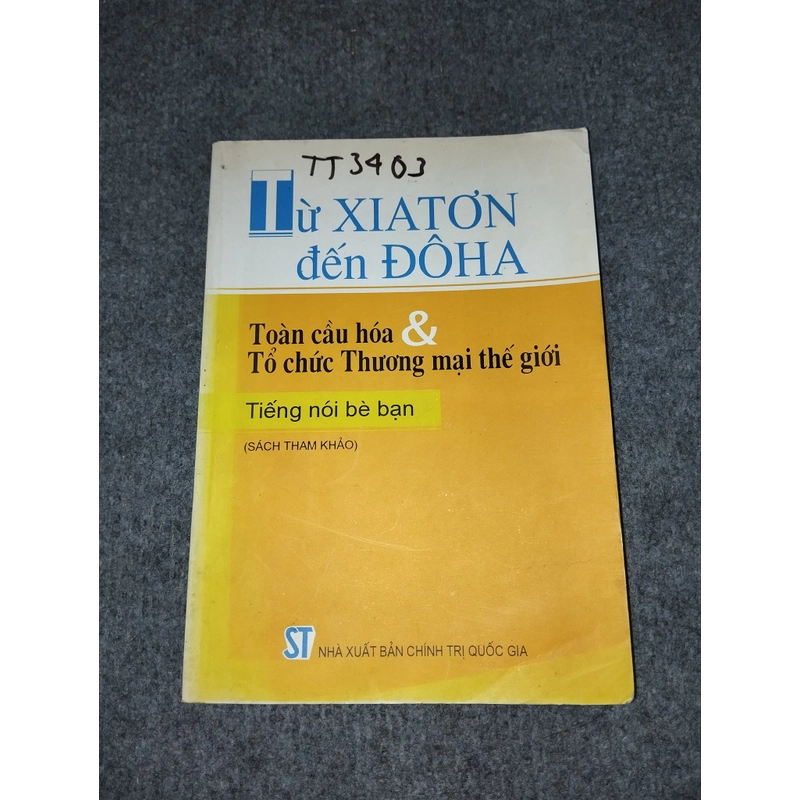 TT3403
Từ XIATƠN
đến ĐÔHA
Toàn cầu hóa &
Tổ chức Thương mại thế giới
Tiếng nói bè bạn
(SÁCH THAM KHẢO)
ST NHÀ XUẤT BẢN CHÍNH TRỊ QUỐC GIA